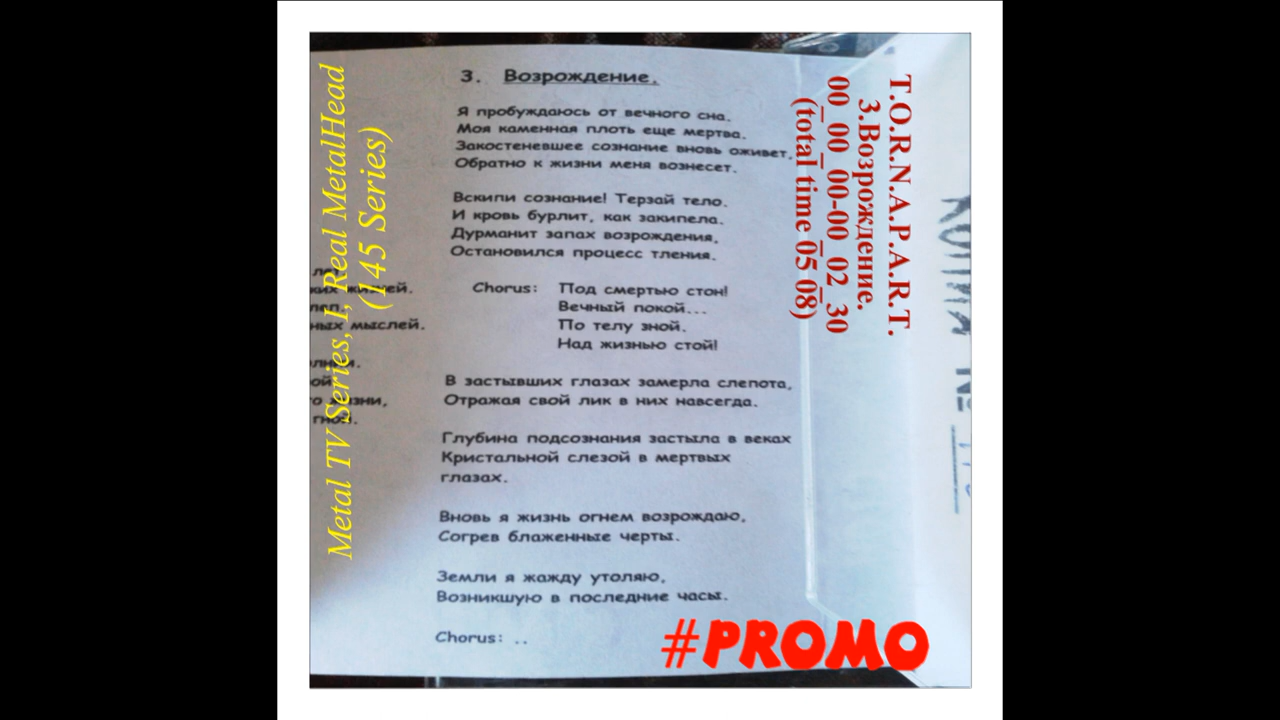 3. Возрождение.
Я пробуждаюсь от вечного сна.
Моя каменная плоть еще мертва.
Закостеневшее сознание вновь оживет,
Обратно к жизни меня вознесет.
Вскипи сознание! Терзай тело.
И кровь бурлит, как закипела.
Дурманит запах возрождения,
Остановился процесс тления.
Chorus: Под смертью стон!
Вечный покой...
По телу зной.
Над жизнью стой!
В застывших глазах замерла слепота,
Отражая свой лик в них навсегда.
Глубина подсознания застыла в веках
Кристальной слезой в мертвых
глазах.
Вновь я жизнь огнем возрождаю,
Согрев блаженные черты.
Земли я жажду утоляю,
Возникшую в последние часы.
Chorus: ..
мыслей.
Metal TV Series, I, Real MetalHead
(145 Series)
T.O.R.N.A.P.A.R.T.
3.Возрождение.
00_00_00-00_02_30
(total time 05_08)
#PROMO